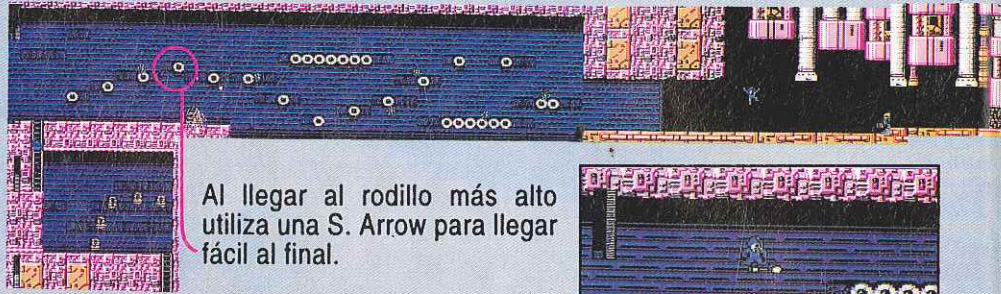 Al llegar al rodillo más alto
utiliza una S. Arrow para llegar
fácil al final.